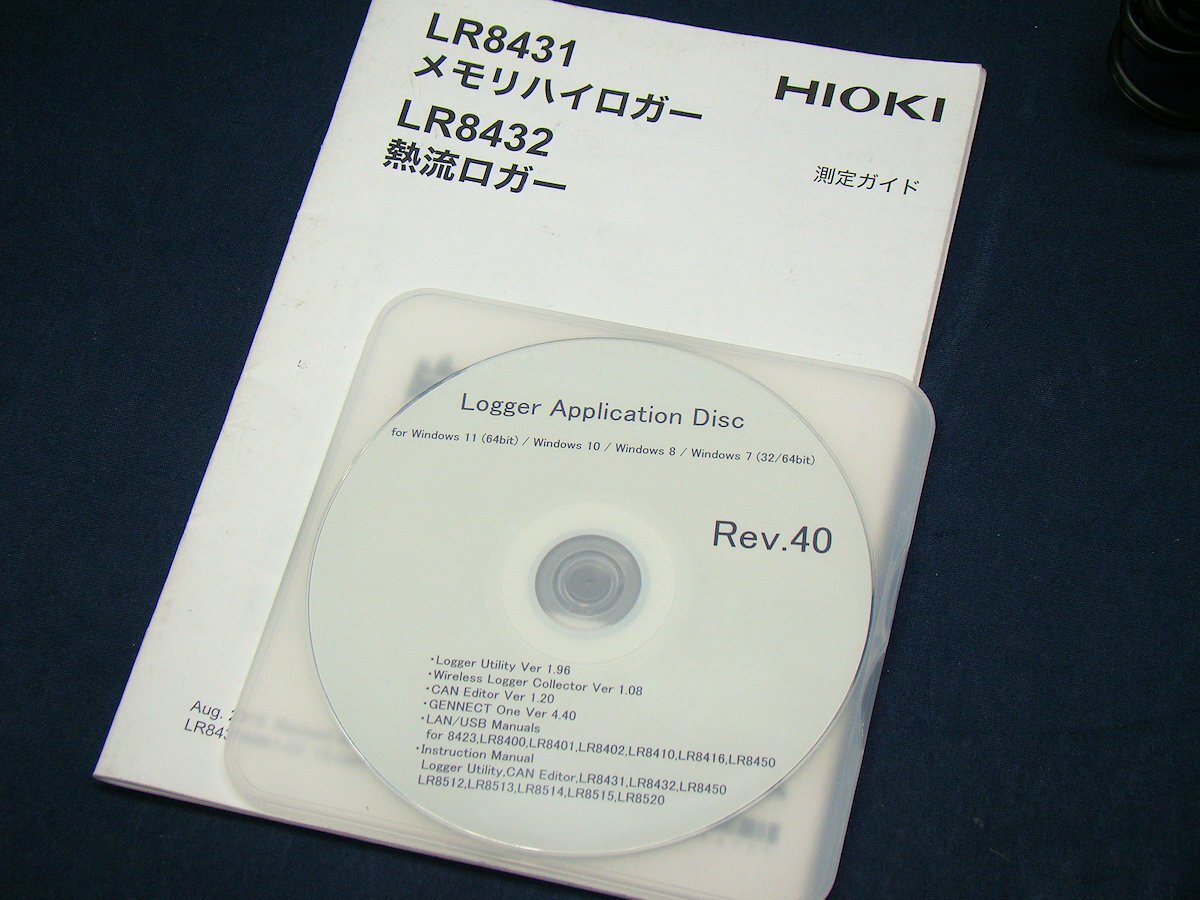 LR8431
メモリハイロガー
HIOKI
LR8432
熱流ロガー
測定ガイド
Logger Application Disc
for Windows 11 (64bit) / Windows 10 / Windows 8 / Windows 7 (32/64bit)
Rev.40
・Logger Utility Ver 1.96
・Wireless Logger Collector Ver 1.08
・CAN Editor Ver 1.20
・GENNECT One Ver 4.40
・LAN/USB Manuals
for 8423,LR8400,LR8401,LR8402,LR8410,LR8416,LR8450
・Instruction Manual
Logger Utility,CAN Editor,LR8431,LR8432,LR8450
LR8512,LR8513,LR8514,LR8515,LR8520
Aug.